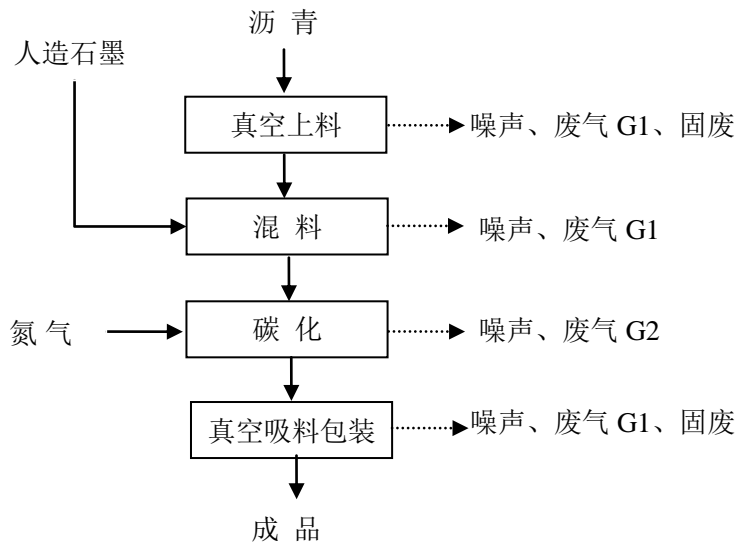 沥 青
人造石墨
真空上料
噪声、废气 G1、固废
混 料
噪声、废气 G1
氮 气
碳 化
噪声、废气 G2
真空吸料包装
噪声、废气 G1、固废
成 品